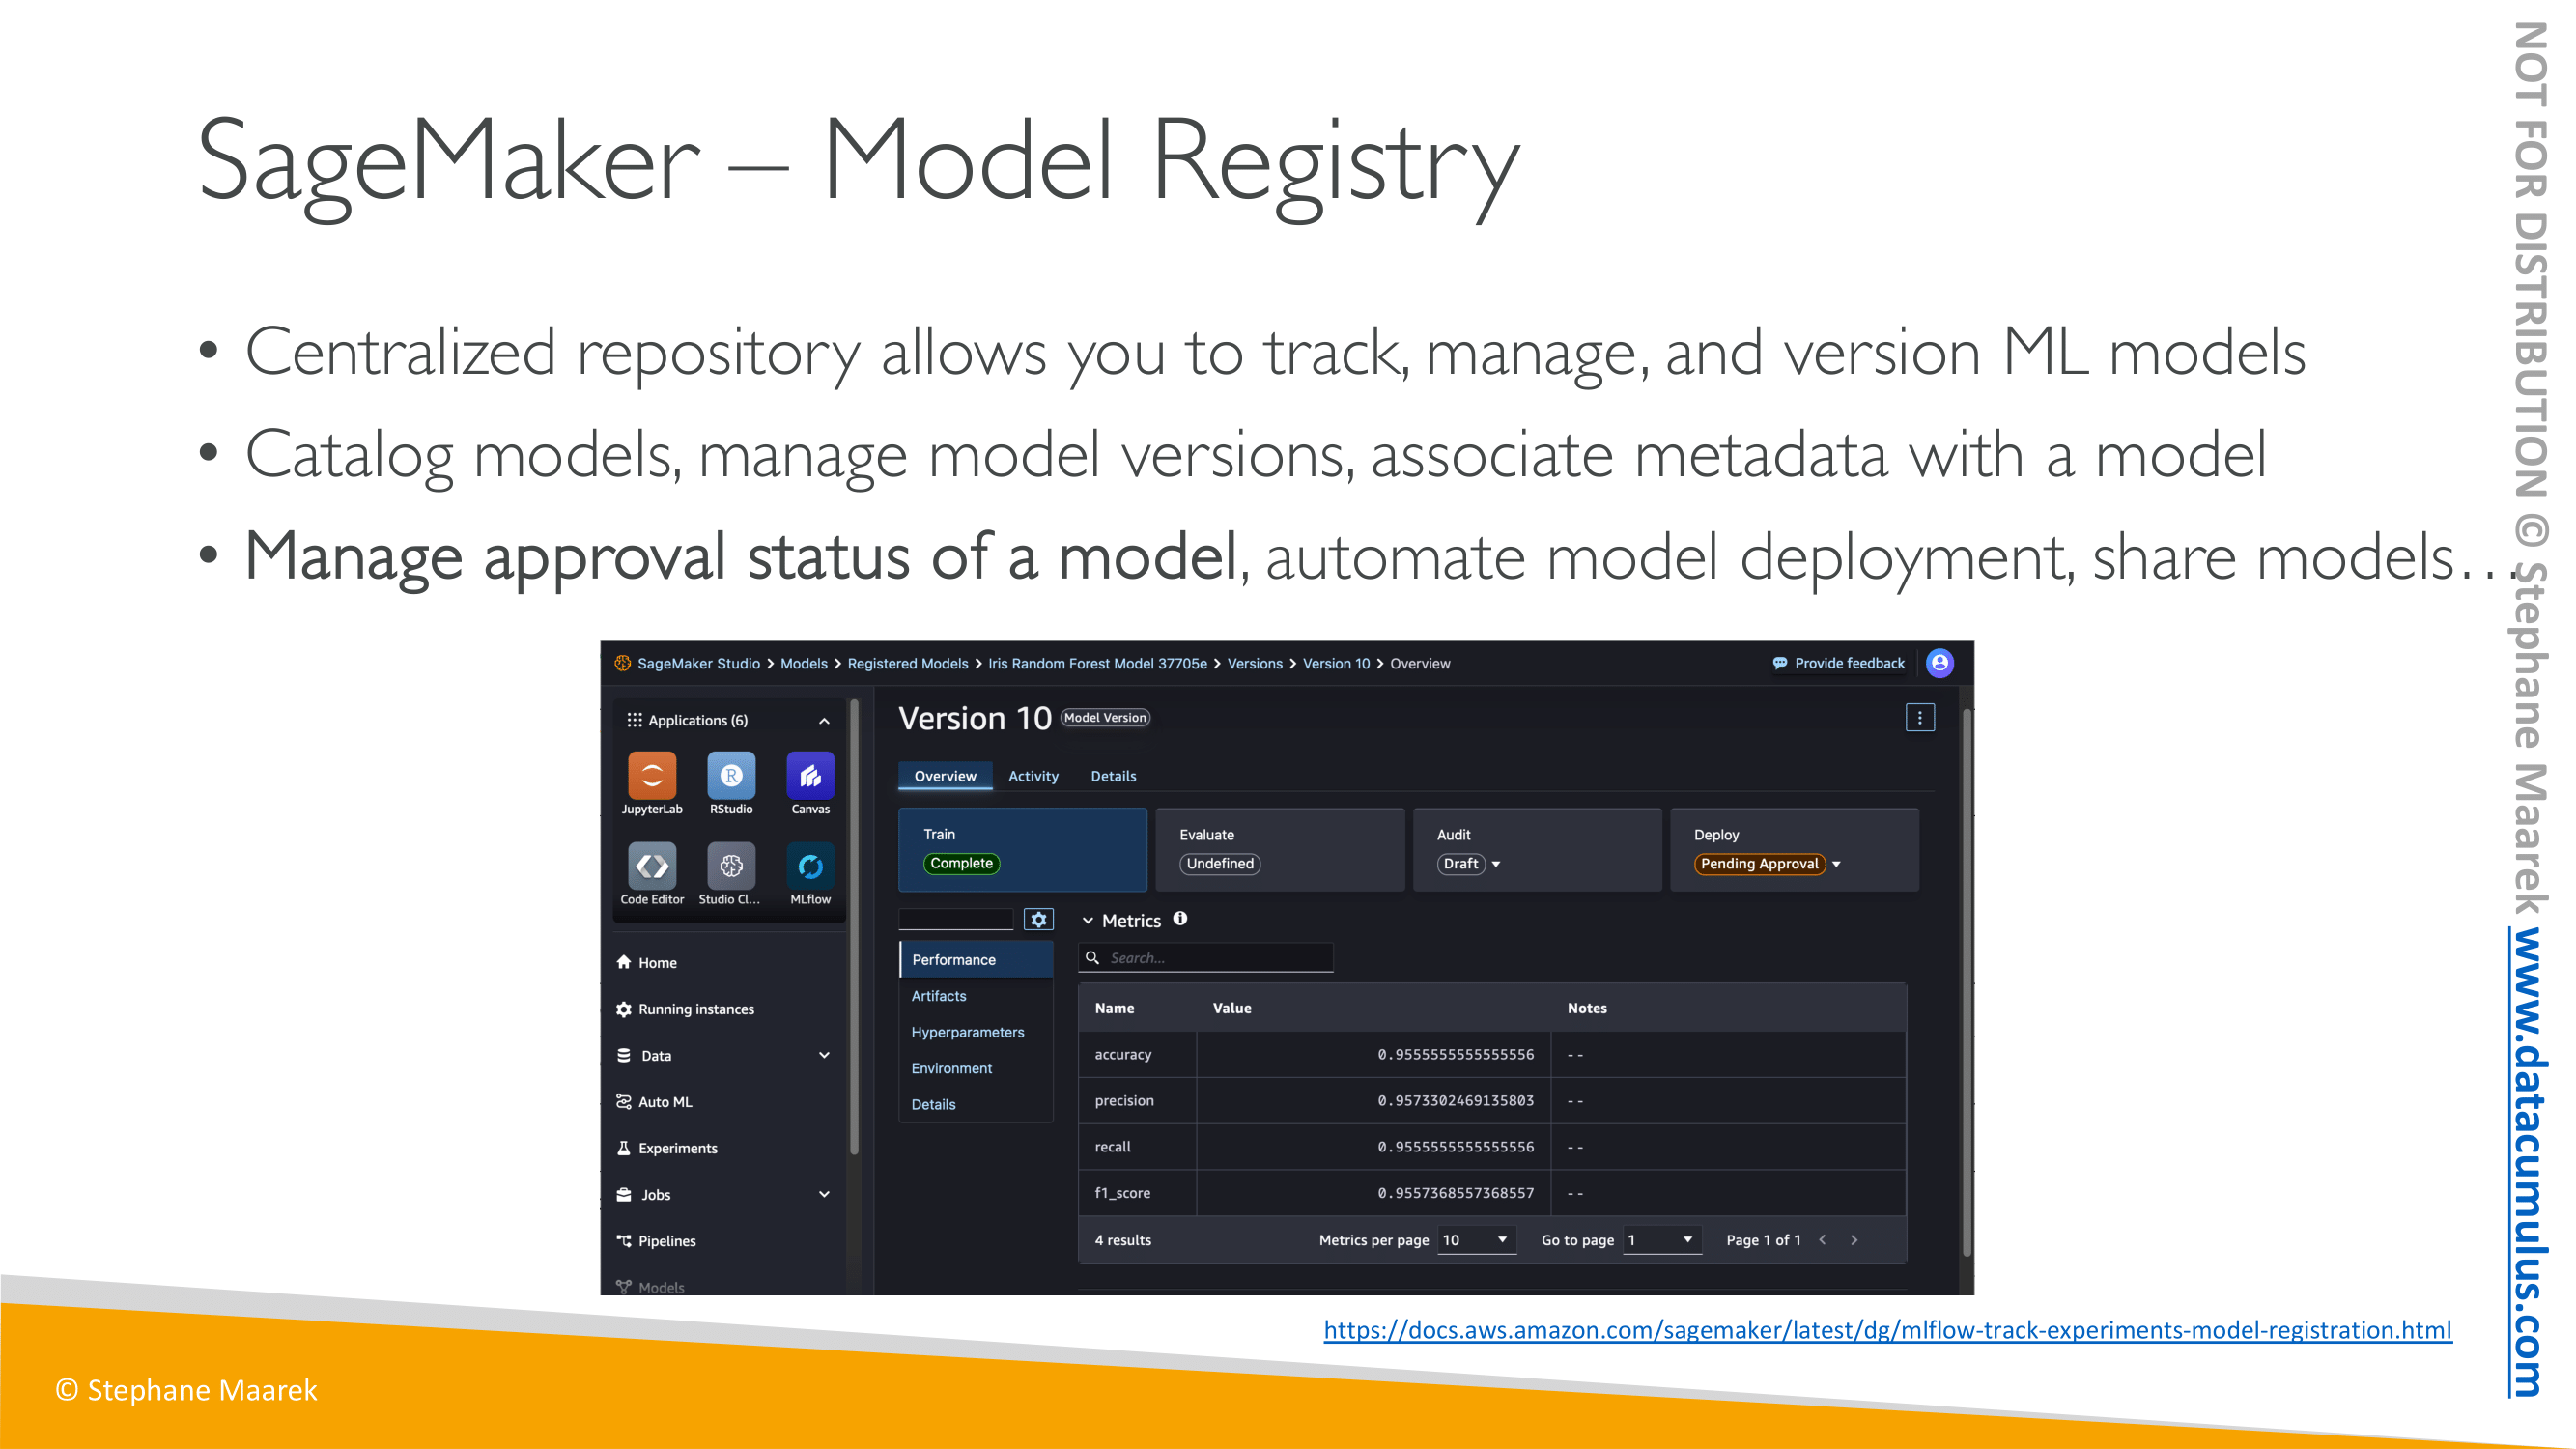 SageMaker – Model Registry
• Centralized repository allows you to track, manage, and version ML models
• Catalog models, manage model versions, associate metadata with a model
• Manage approval status of a model, automate model deployment, share models…
SageMaker Studio > Models > Registered Models > Iris Random Forest Model 37705e > Versions > Version 10 > Overview
Provide feedback
Applications (6)
JupyterLab RStudio Canvas
Code Editor Studio Cl... MLflow
Home
Running instances
Data
Auto ML
Experiments
Jobs
Pipelines
Models
Version 10 Model Version
Overview Activity Details
Train Evaluate Audit Deploy
Complete Undefined Draft Pending Approval
Performance
Artifacts
Hyperparameters
Environment
Details
Metrics
Search...
Name Value Notes
accuracy 0.9555555555555556 --
precision 0.9573302469135803 --
recall 0.9555555555555556 --
f1_score 0.9557368557368557 --
4 results Metrics per page 10 Go to page 1 Page 1 of 1 < >
https://docs.aws.amazon.com/sagemaker/latest/dg/mlflow-track-experiments-model-registration.html
© Stephane Maarek
NOT FOR DISTRIBUTION © Stephane Maarek www.datacumulus.com